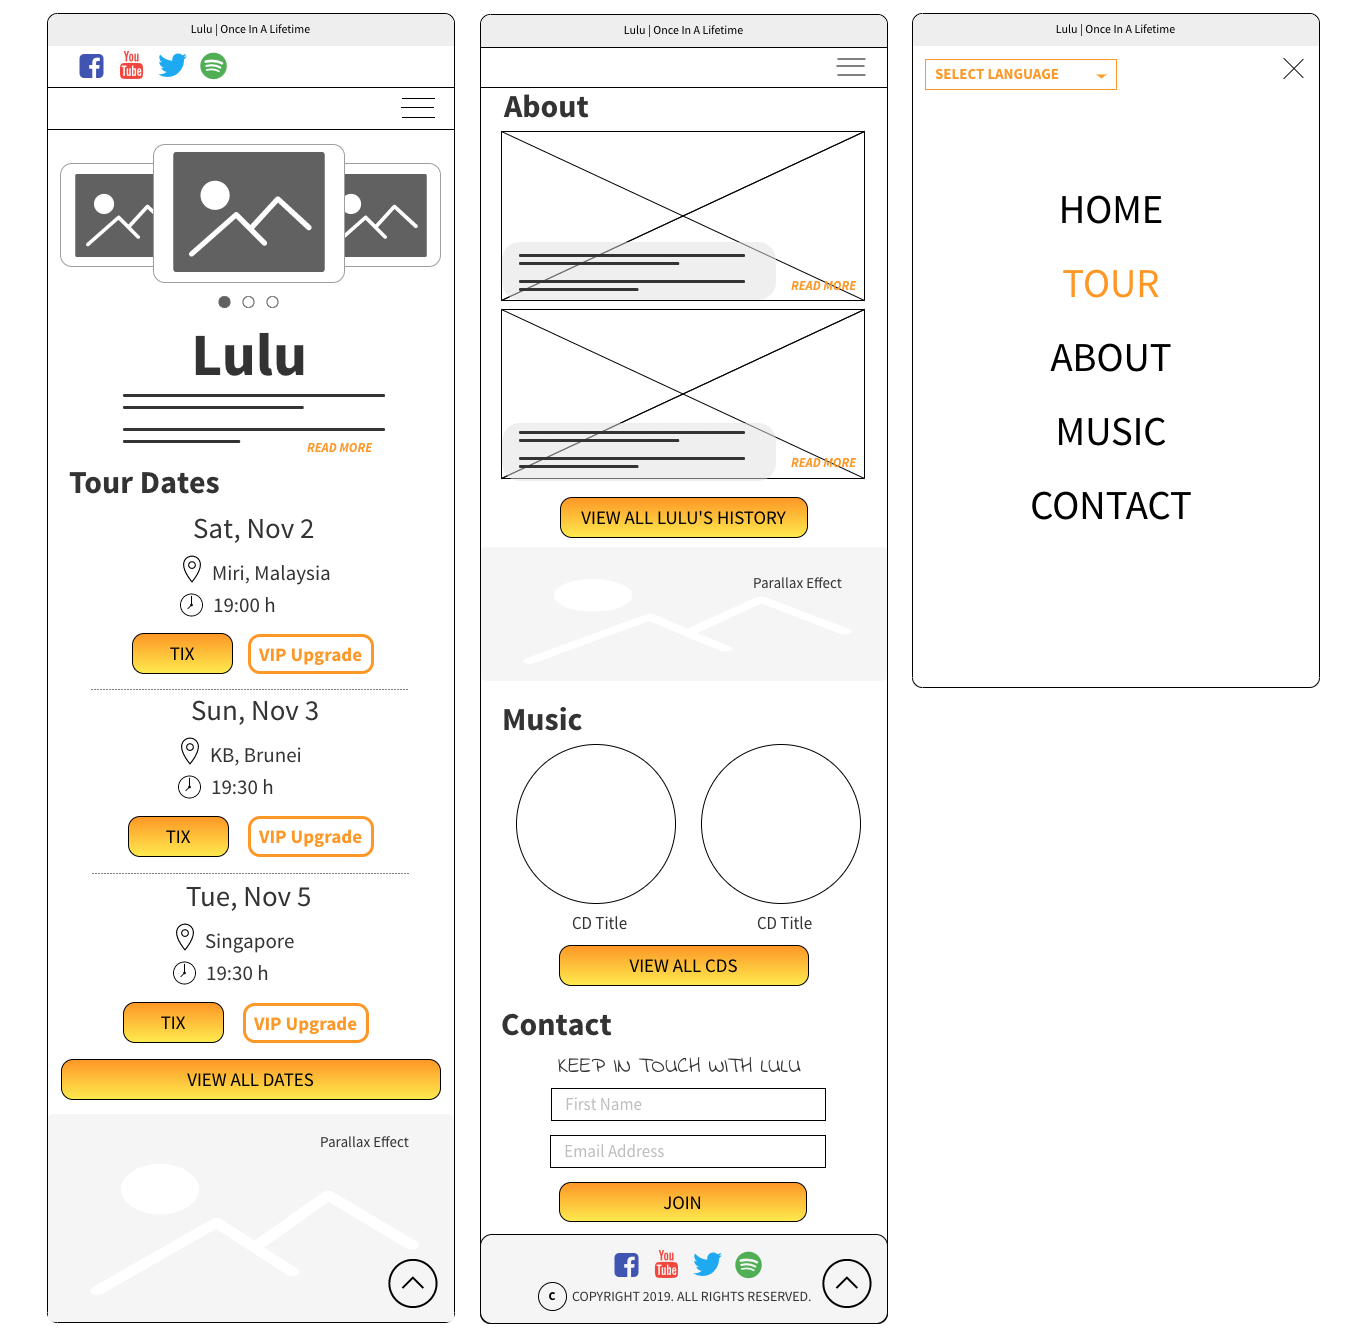 Lulu | Once In A Lifetime
You
Tube
Lulu
READ MORE
Tour Dates
Sat, Nov 2
Miri, Malaysia
19:00 h
TIX
VIP Upgrade
Sun, Nov 3
KB, Brunei
19:30 h
TIX
VIP Upgrade
Tue, Nov 5
Singapore
19:30 h
TIX
VIP Upgrade
VIEW ALL DATES
Parallax Effect
Lulu | Once In A Lifetime
About
READ MORE
READ MORE
VIEW ALL LULU'S HISTORY
Parallax Effect
Music
CD Title
CD Title
VIEW ALL CDS
Contact
KEEP IN TOUCH WITH LULU
First Name
Email Address
JOIN
You
Tube
C COPYRIGHT 2019. ALL RIGHTS RESERVED.
Lulu | Once In A Lifetime
SELECT LANGUAGE
HOME
TOUR
ABOUT
MUSIC
CONTACT